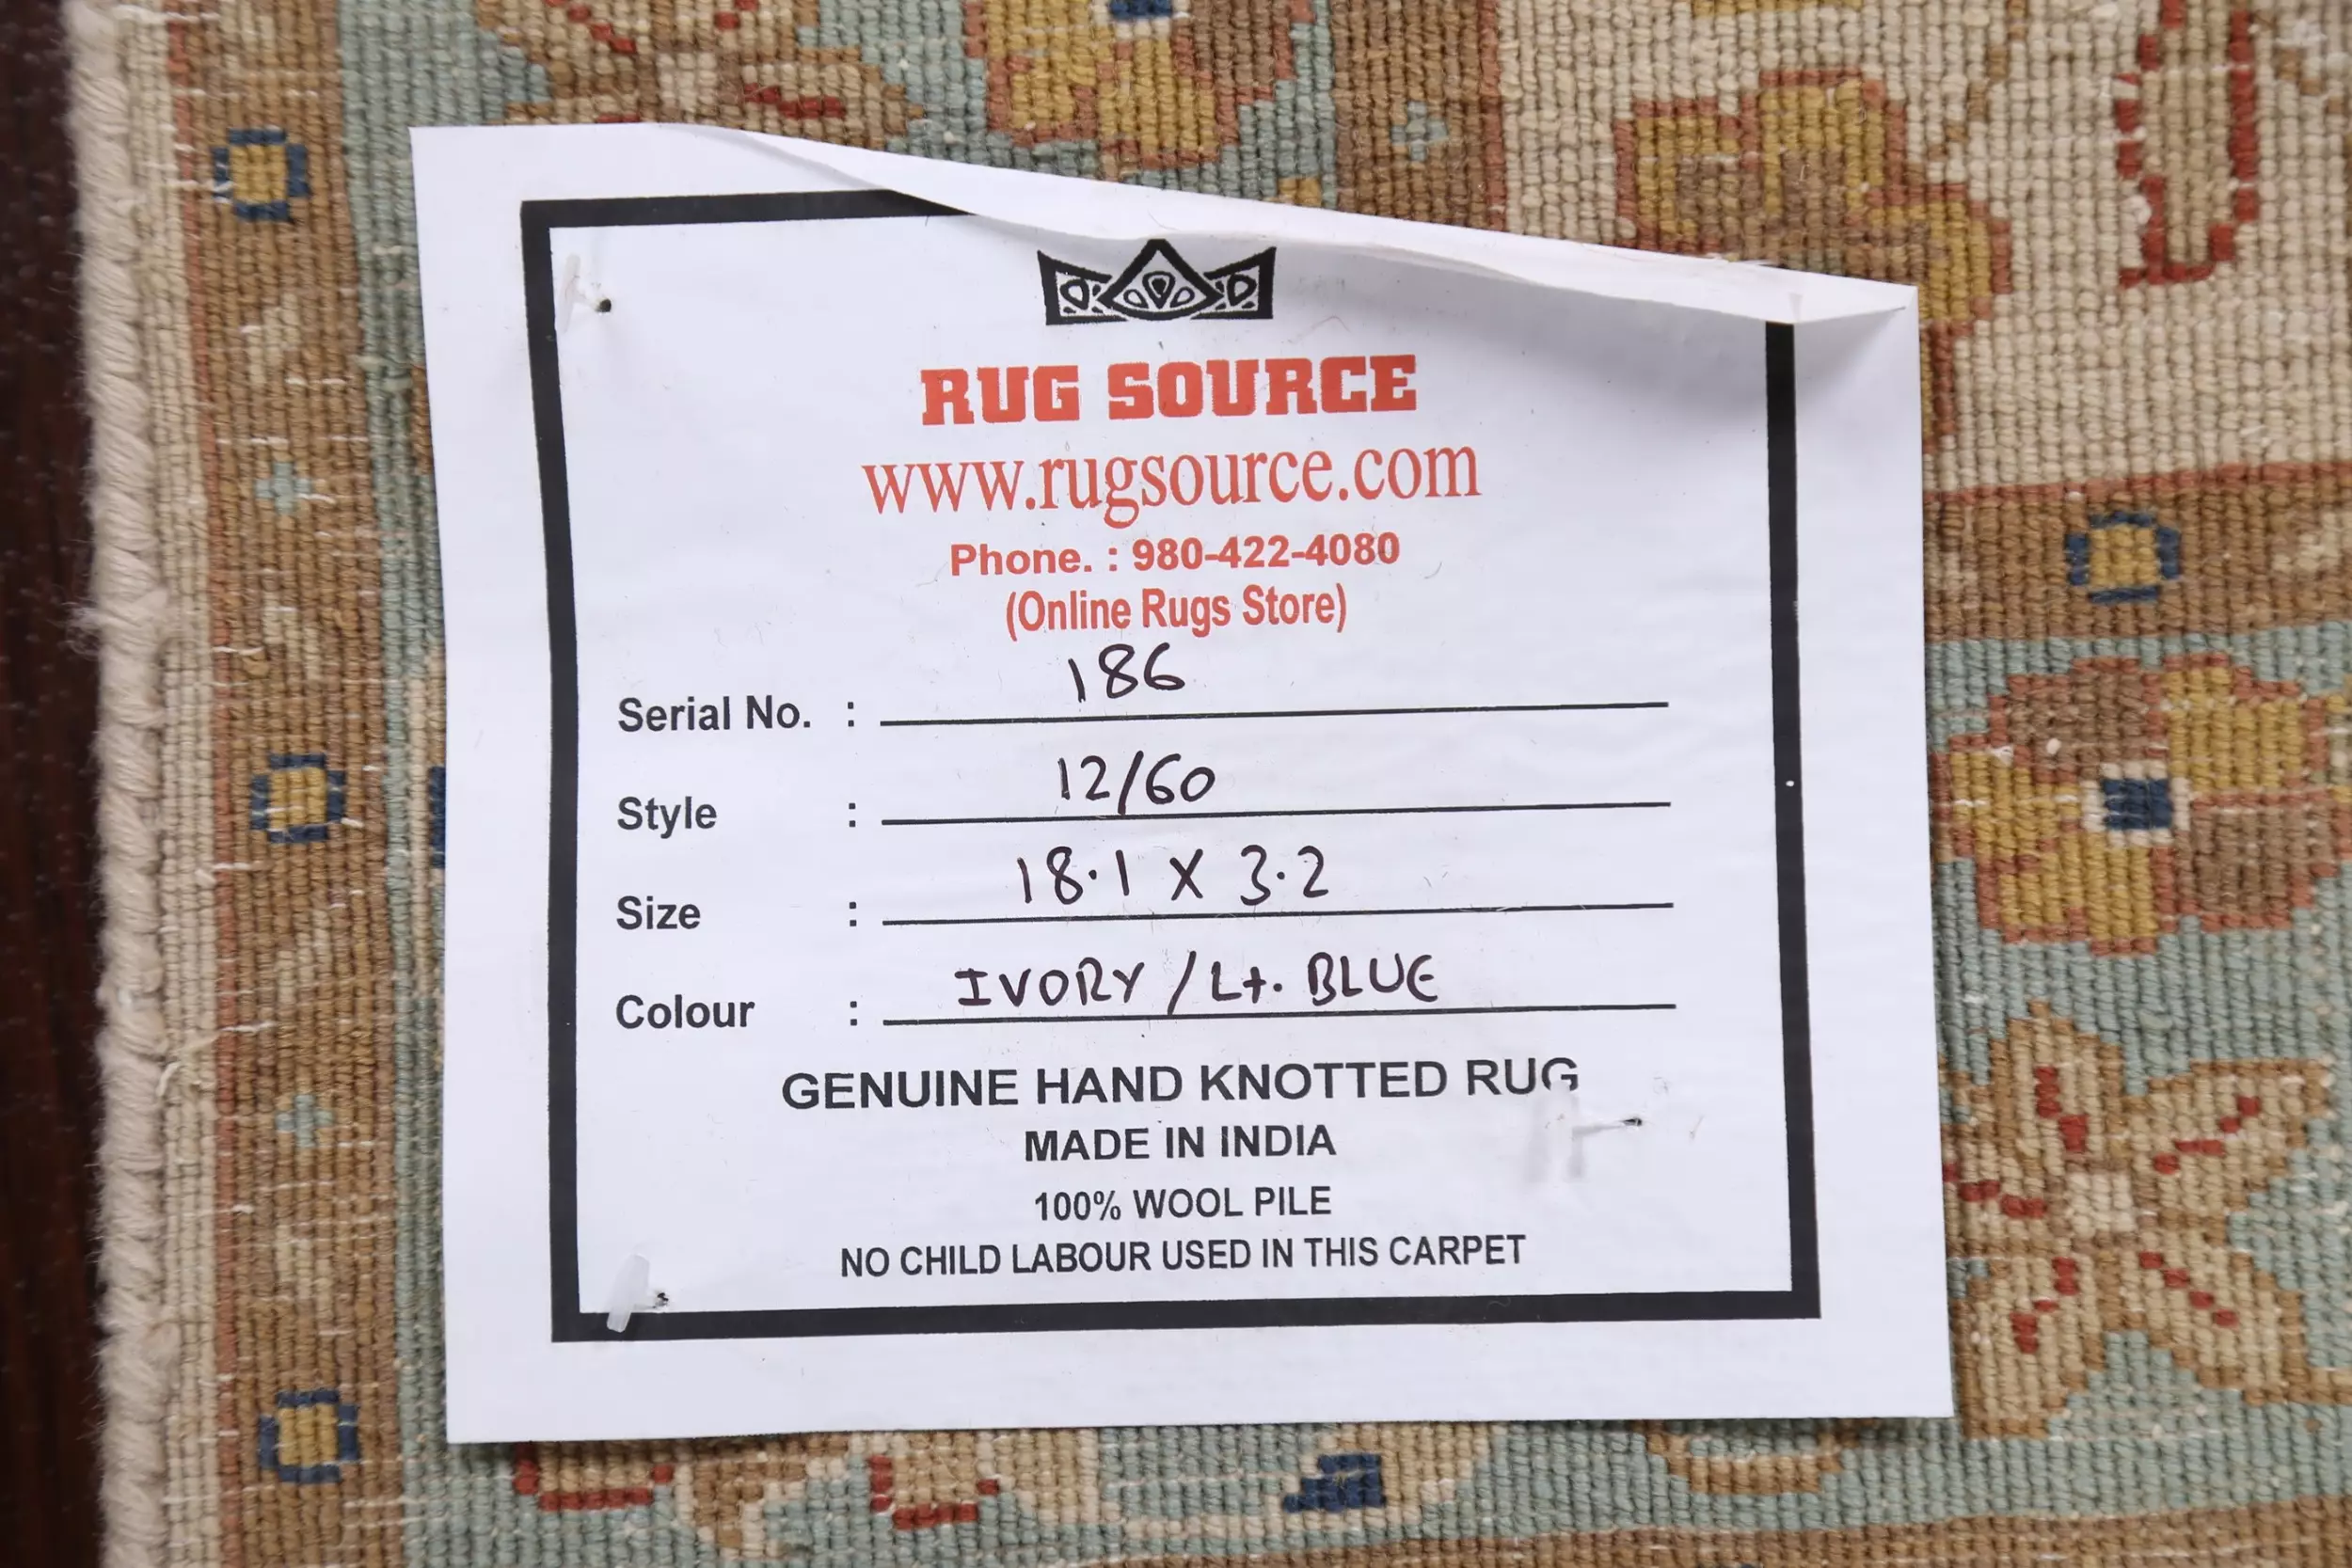 RUG SOURCE
www.rugsource.com
Phone. : 980-422-4080
(Online Rugs Store)
Serial No. : 186
Style : 12/60
Size : 18.1 X 3.2
Colour : IVORY / Lt. BLUE
GENUINE HAND KNOTTED RUG
MADE IN INDIA
100% WOOL PILE
NO CHILD LABOUR USED IN THIS CARPET